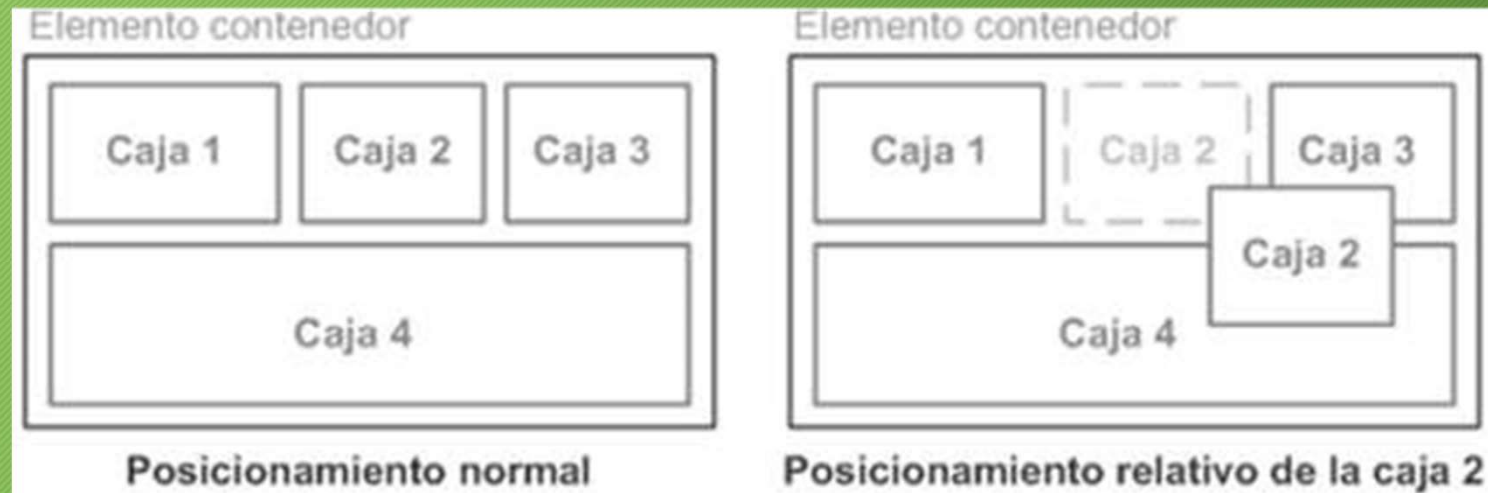 Elemento contenedor
Caja 1
Caja 2
Caja 3
Caja 4
Posicionamiento normal
Elemento contenedor
Caja 1
Caja 2
Caja 3
Caja 2
Caja 4
Posicionamiento relativo de la caja 2